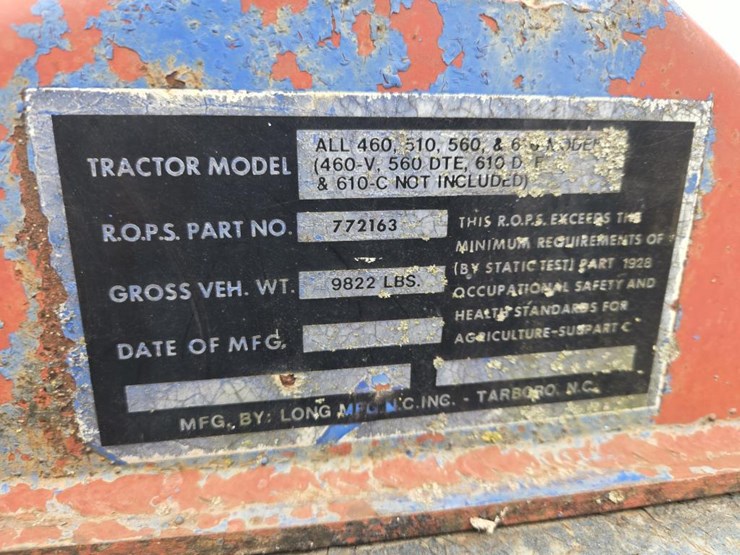 TRACTOR MODEL
ALL 460, 510, 560, & 610 MODELS
(460-V, 560 DTE, 610 D,
& 610-C NOT INCLUDED)
R.O.P.S. PART NO. 772163
GROSS VEH. WT. 9822 LBS.
DATE OF MFG.
THIS R.O.P.S. EXCEEDS THE
MINIMUM REQUIREMENTS OF
(BY STATIC TEST) PART 1928
OCCUPATIONAL SAFETY AND
HEALTH STANDARDS FOR
AGRICULTURE-SUBPART C
MFG. BY: LONG MFG. N.C. INC. - TARBORO, N.C.